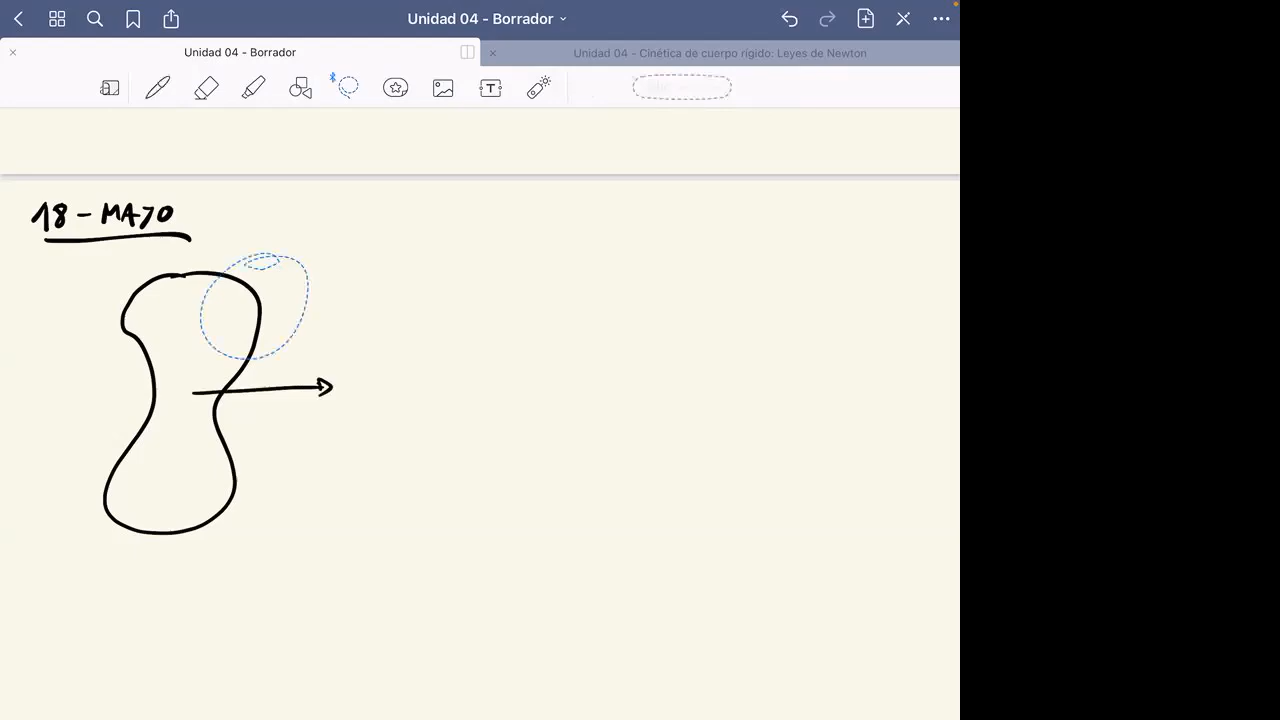 Unidad 04 - Borrador
Unidad 04 - Borrador
Unidad 04 - Cinética de cuerpo rígido: Leyes de Newton
T
18 - MAYO